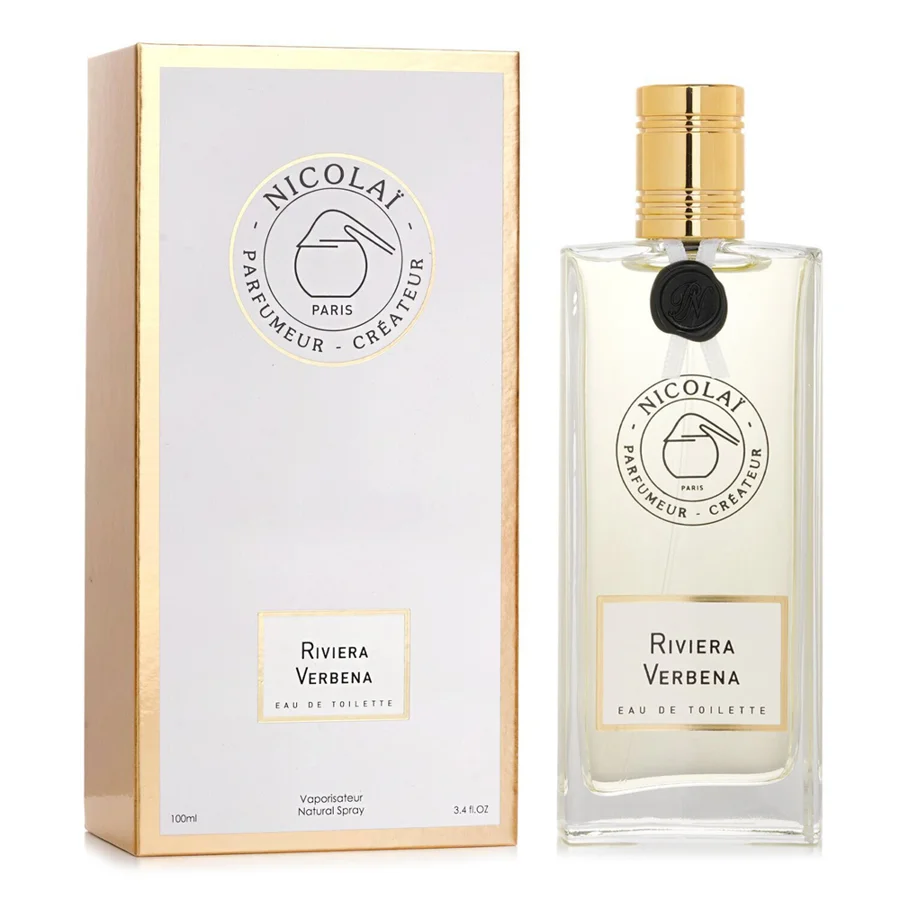 NICOLAÏ
- PARFUMEUR - CRÉATEUR -
PARIS
RIVIERA
VERBENA
EAU DE TOILETTE
100ml
Vaporisateur
Natural Spray
3.4 fl.OZ
PN
NICOLAÏ
- PARFUMEUR - CRÉATEUR -
PARIS
RIVIERA
VERBENA
EAU DE TOILETTE